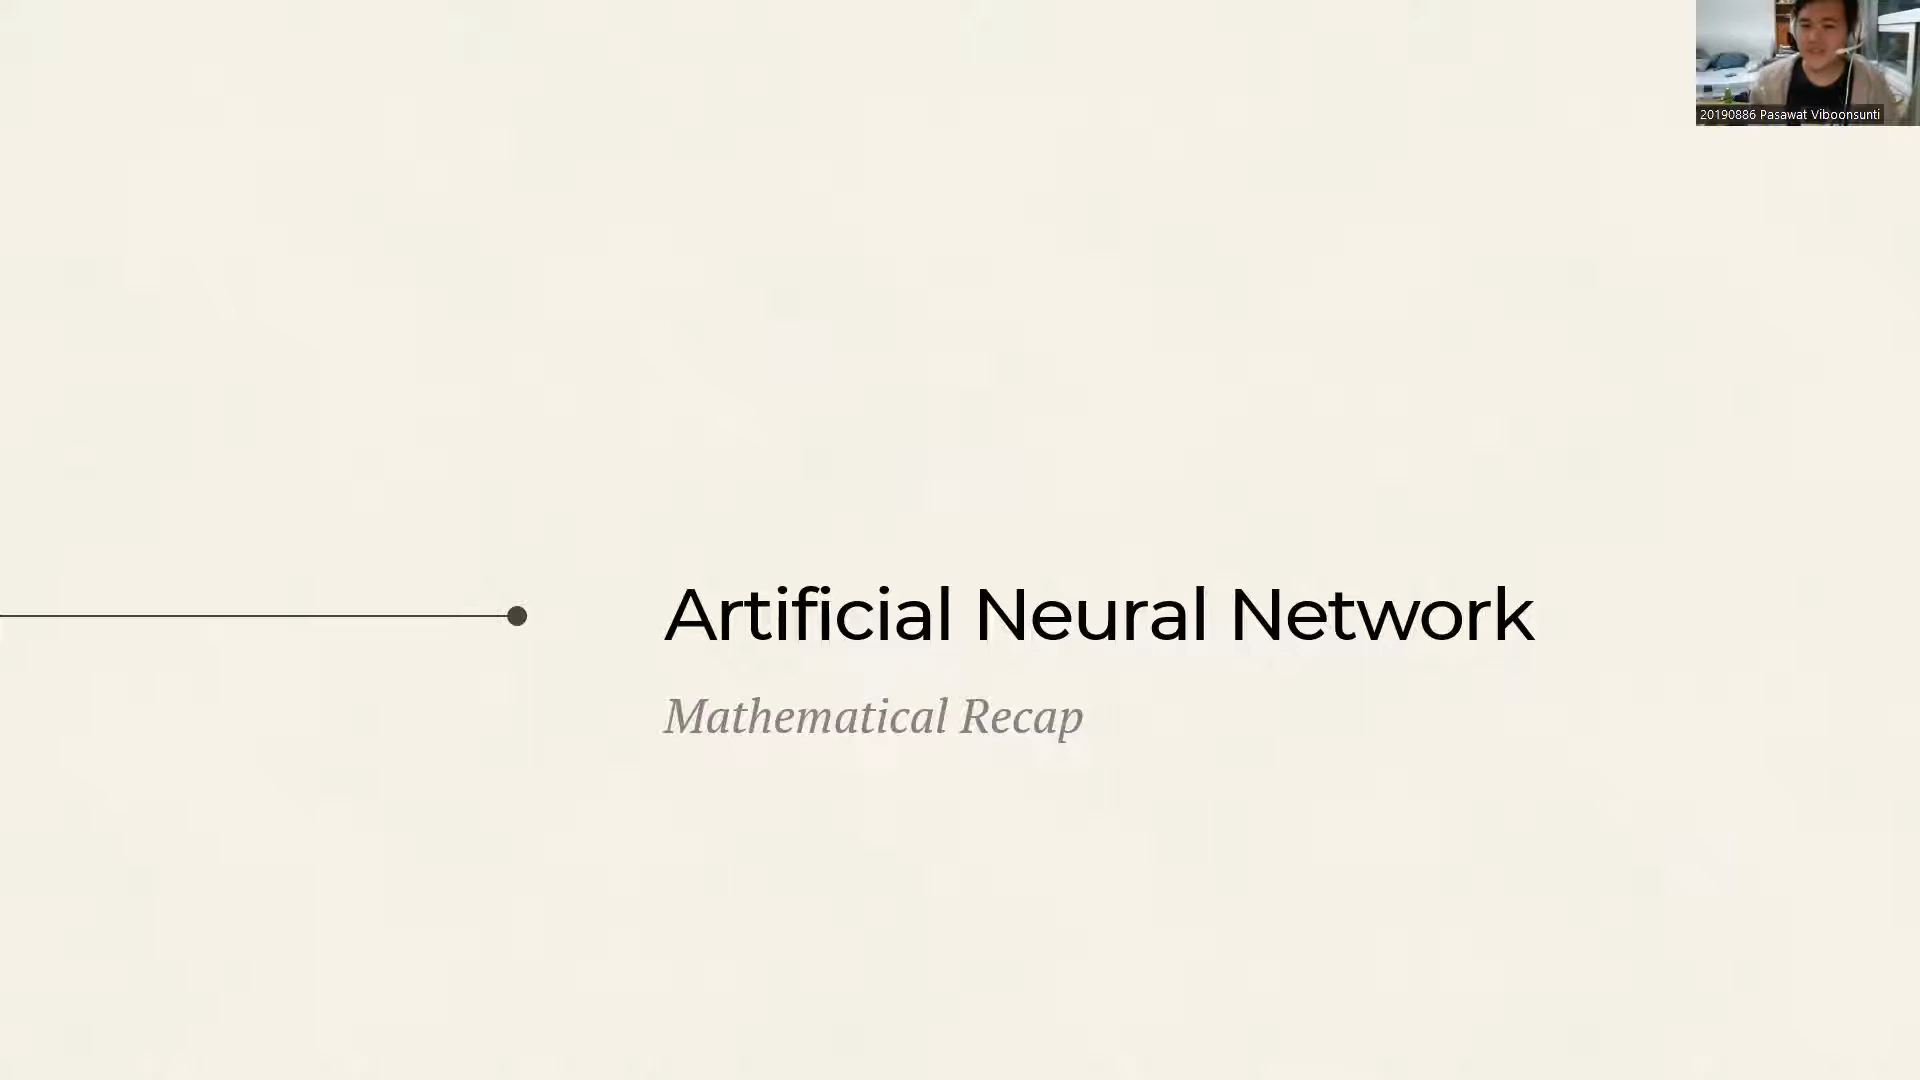 20190886 Pasawat Viboonsunti
Artificial Neural Network
Mathematical Recap